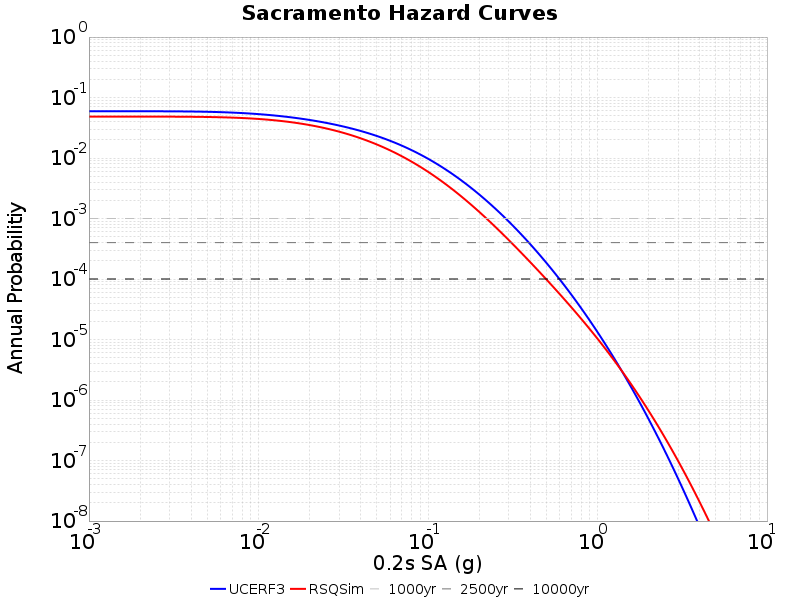 Sacramento Hazard Curves
10^0
10^-1
10^-2
10^-3
10^-4
10^-5
10^-6
10^-7
10^-8
Annual Probabilitiy
10^-3 10^-2 10^-1 10^0 10^1
0.2s SA (g)
UCERF3 RSQSim 1000yr 2500yr 10000yr